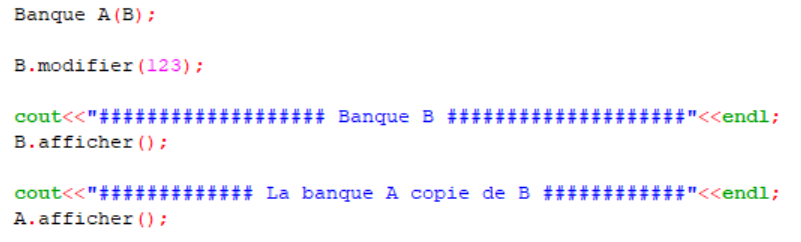 Banque A(B);
B.modifier(123);
cout<<"################### Banque B ####################"<<endl;
B.afficher();
cout<<"############# La banque A copie de B ############"<<endl;
A.afficher();